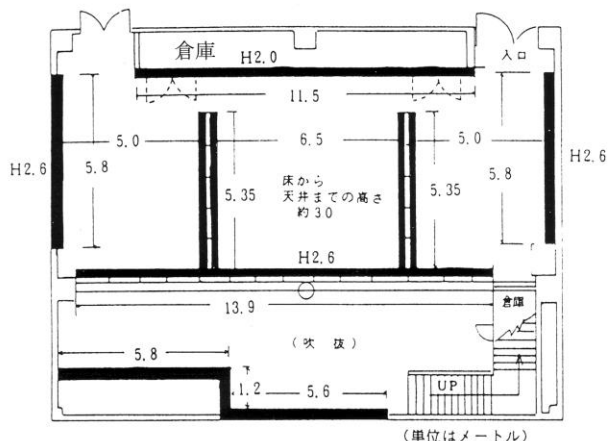 倉庫
H2.0
入口
11.5
5.0
6.5
5.0
H2.6
5.8
5.8
H2.6
5.35
床から
天井までの高さ
約30
5.35
H2.6
13.9
倉庫
(吹抜)
5.8
1.2
5.6
UP
(単位はメートル)